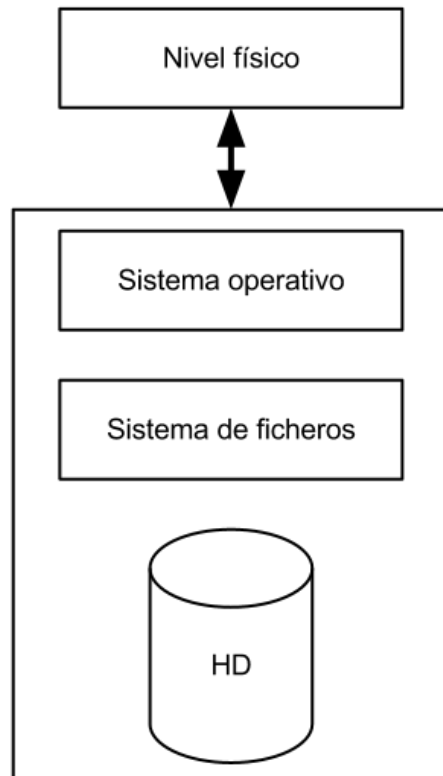 Nivel físico
Sistema operativo
Sistema de ficheros
HD